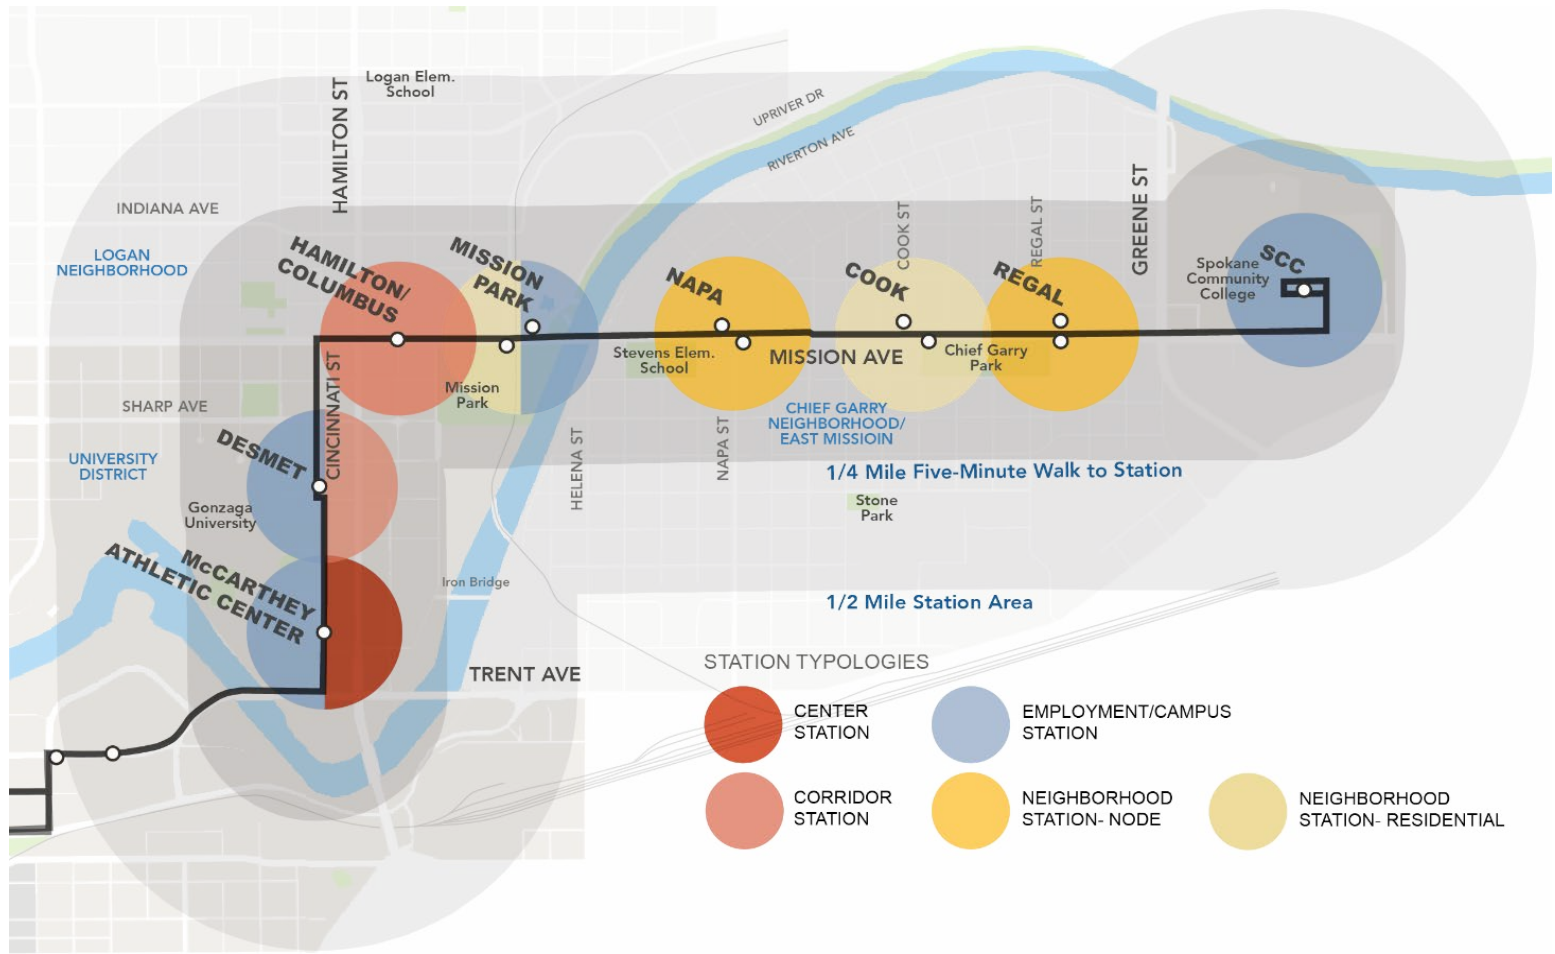 Logan Elem.
School
HAMILTON ST
UPRIVER DR
RIVERTON AVE
INDIANA AVE
LOGAN
NEIGHBORHOOD
HAMILTON/
COLUMBUS
MISSION
PARK
NAPA
COOK
COOK ST
REGAL
REGAL ST
GREENE ST
Spokane
Community
College
SCC
Stevens Elem.
School
MISSION AVE
Chief Garry
Park
Mission
Park
CINCINNATI ST
SHARP AVE
CHIEF GARRY
NEIGHBORHOOD/
EAST MISSIOIN
DESMET
UNIVERSITY
DISTRICT
HELENA ST
NAPA ST
1/4 Mile Five-Minute Walk to Station
Gonzaga
University
Stone
Park
McCARTHEY
ATHLETIC CENTER
Iron Bridge
1/2 Mile Station Area
TRENT AVE
STATION TYPOLOGIES
CENTER
STATION
EMPLOYMENT/CAMPUS
STATION
CORRIDOR
STATION
NEIGHBORHOOD
STATION- NODE
NEIGHBORHOOD
STATION- RESIDENTIAL